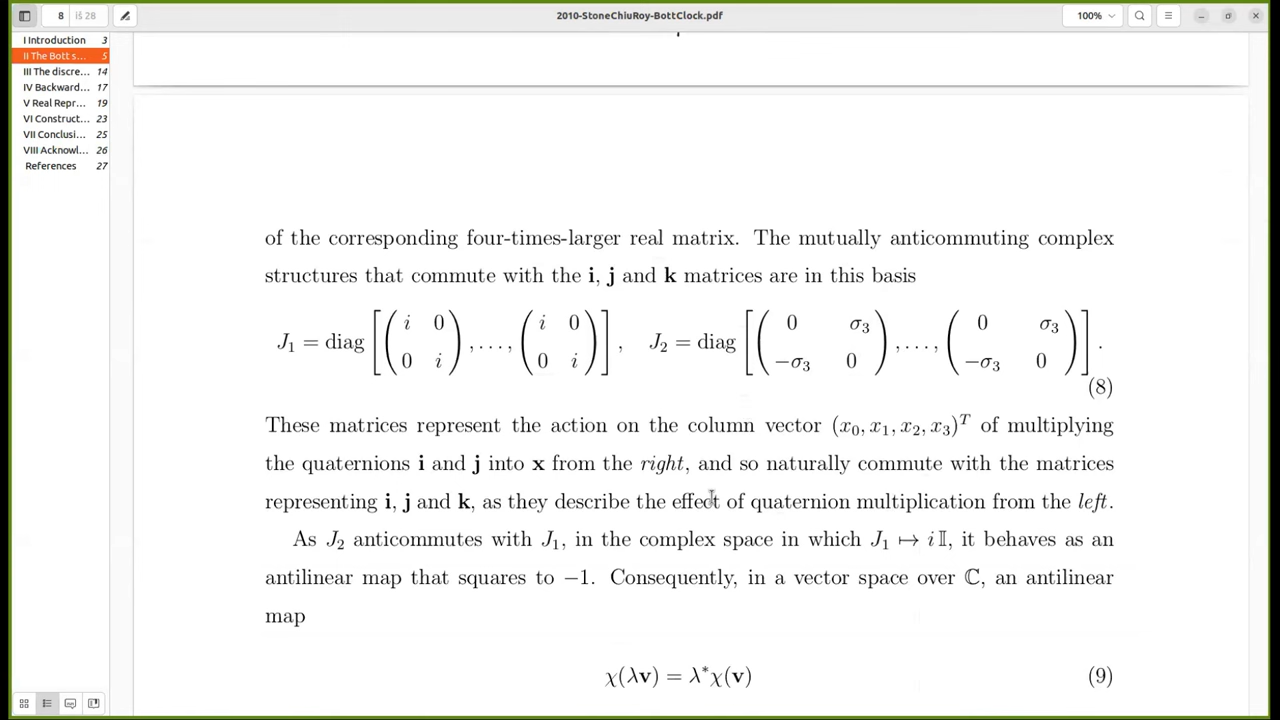 8 iš 28
2010-StoneChiuRoy-BottClock.pdf
100%
I Introduction 3
II The Bott s... 5
III The discre... 14
IV Backward... 17
V Real Repr... 19
VI Construct... 23
VII Conclusi... 25
VIII Acknowl... 26
References 27
of the corresponding four-times-larger real matrix. The mutually anticommuting complex
structures that commute with the i, j and k matrices are in this basis
J₁ = diag [ ( i 0 ; 0 i ) , . . . , ( i 0 ; 0 i ) ] , J₂ = diag [ ( 0 σ₃ ; −σ₃ 0 ) , . . . , ( 0 σ₃ ; −σ₃ 0 ) ] .
(8)
These matrices represent the action on the column vector (x₀, x₁, x₂, x₃)ᵀ of multiplying
the quaternions i and j into x from the right, and so naturally commute with the matrices
representing i, j and k, as they describe the effect of quaternion multiplication from the left.
As J₂ anticommutes with J₁, in the complex space in which J₁ ↦ i 𝕀, it behaves as an
antilinear map that squares to −1. Consequently, in a vector space over ℂ, an antilinear
map
χ(λv) = λ*χ(v) (9)